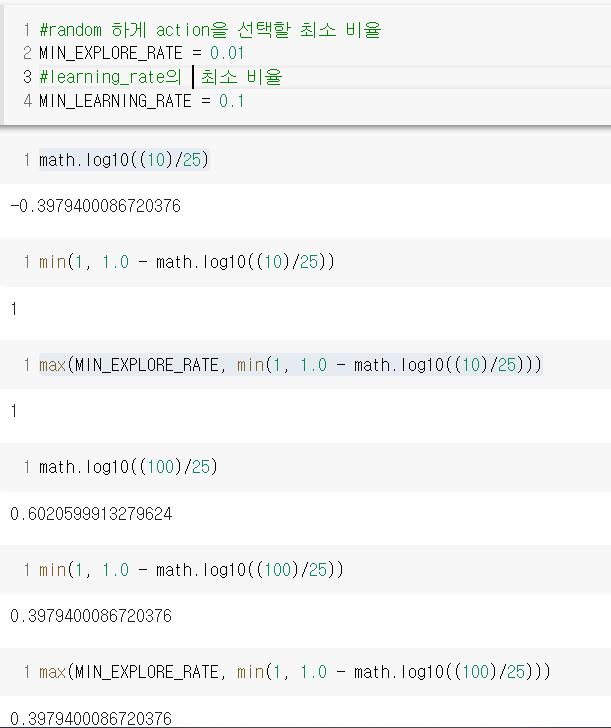 1 #random 하게 action을 선택할 최소 비율
2 MIN_EXPLORE_RATE = 0.01
3 #learning_rate의 최소 비율
4 MIN_LEARNING_RATE = 0.1
1 math.log10((10)/25)
-0.3979400086720376
1 min(1, 1.0 - math.log10((10)/25))
1
1 max(MIN_EXPLORE_RATE, min(1, 1.0 - math.log10((10)/25)))
1
1 math.log10((100)/25)
0.6020599913279624
1 min(1, 1.0 - math.log10((100)/25))
0.3979400086720376
1 max(MIN_EXPLORE_RATE, min(1, 1.0 - math.log10((100)/25)))
0.3979400086720376